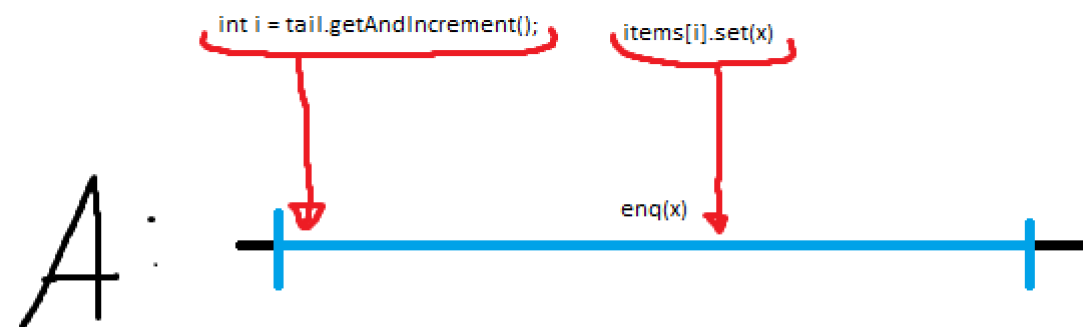 int i = tail.getAndIncrement();
items[i].set(x)
enq(x)
A :